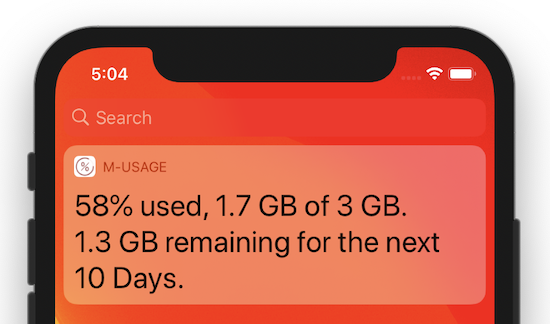 5:04
Search
%
M-USAGE
58% used, 1.7 GB of 3 GB.
1.3 GB remaining for the next
10 Days.